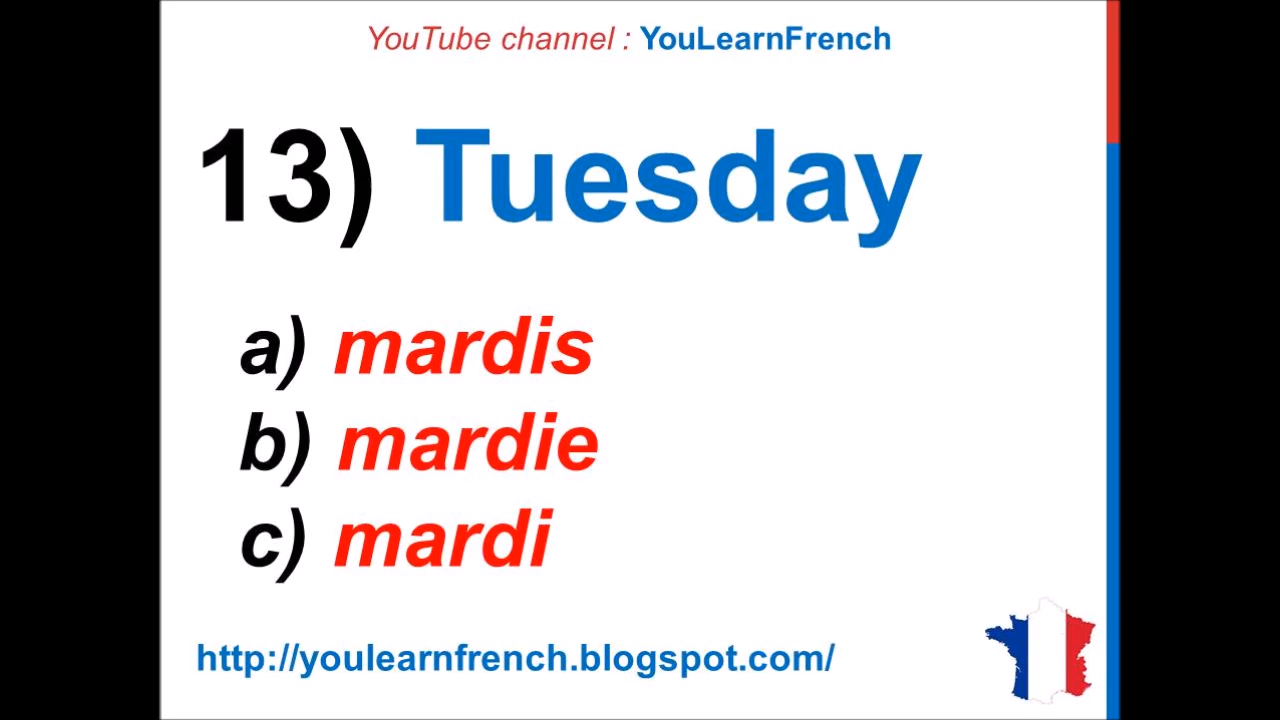 YouTube channel : YouLearnFrench
13) Tuesday
a) mardis
b) mardie
c) mardi
http://youlearnfrench.blogspot.com/